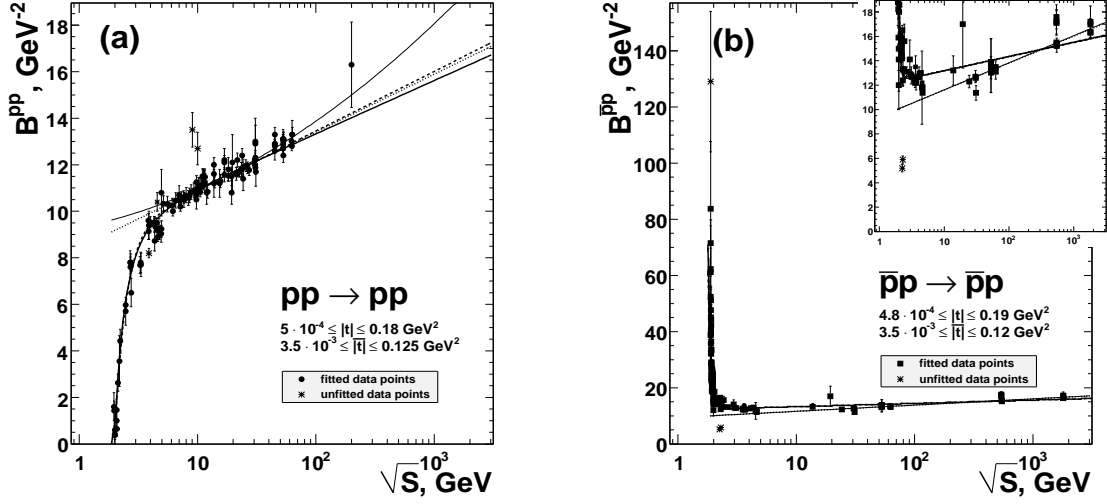 (a)
B^pp, GeV^-2
18
16
14
12
10
8
6
4
2
0
pp → pp
5 · 10^-4 ≤ |t| ≤ 0.18 GeV^2
3.5 · 10^-3 ≤ |t̅| ≤ 0.125 GeV^2
fitted data points
unfitted data points
1 10 10^2 10^3
√S, GeV
(b)
B^p̅p, GeV^-2
140
120
100
80
60
40
20
0
18
16
14
12
10
8
6
4
2
0
1 10 10^2 10^3
p̅p → p̅p
4.8 · 10^-4 ≤ |t| ≤ 0.19 GeV^2
3.5 · 10^-3 ≤ |t̅| ≤ 0.12 GeV^2
fitted data points
unfitted data points
1 10 10^2 10^3
√S, GeV